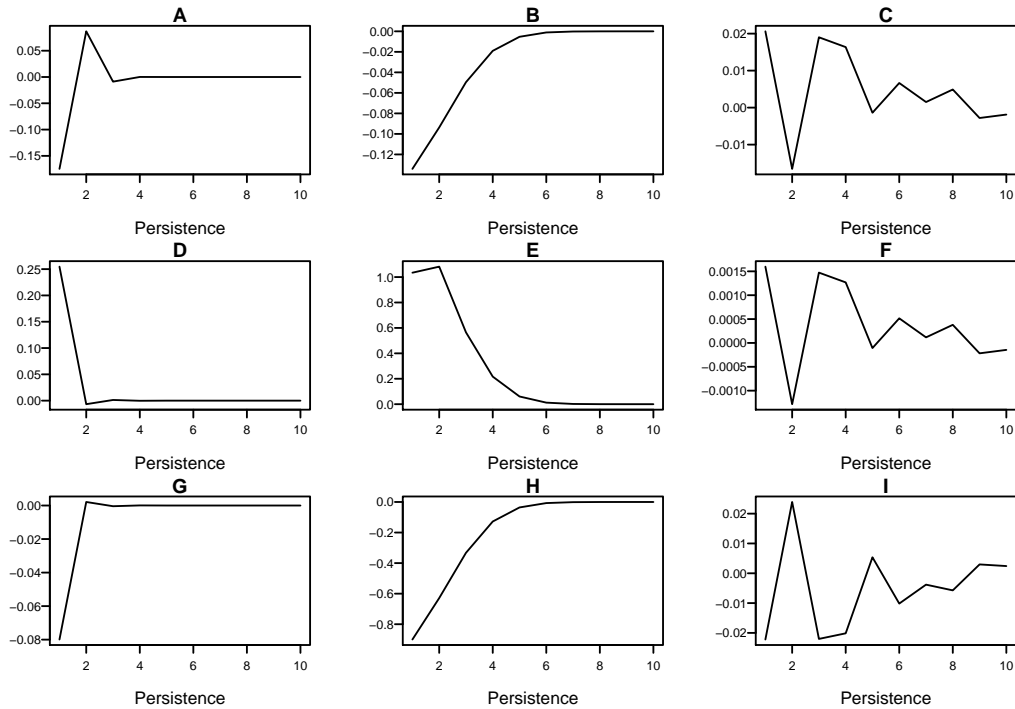 A
0.05
0.00
−0.05
−0.10
−0.15
2 4 6 8 10
Persistence
B
0.00
−0.02
−0.04
−0.06
−0.08
−0.10
−0.12
2 4 6 8 10
Persistence
C
0.02
0.01
0.00
−0.01
2 4 6 8 10
Persistence
D
0.25
0.20
0.15
0.10
0.05
0.00
2 4 6 8 10
Persistence
E
1.0
0.8
0.6
0.4
0.2
0.0
2 4 6 8 10
Persistence
F
0.0015
0.0010
0.0005
0.0000
−0.0005
−0.0010
2 4 6 8 10
Persistence
G
0.00
−0.02
−0.04
−0.06
−0.08
2 4 6 8 10
Persistence
H
0.0
−0.2
−0.4
−0.6
−0.8
2 4 6 8 10
Persistence
I
0.02
0.01
0.00
−0.01
−0.02
2 4 6 8 10
Persistence